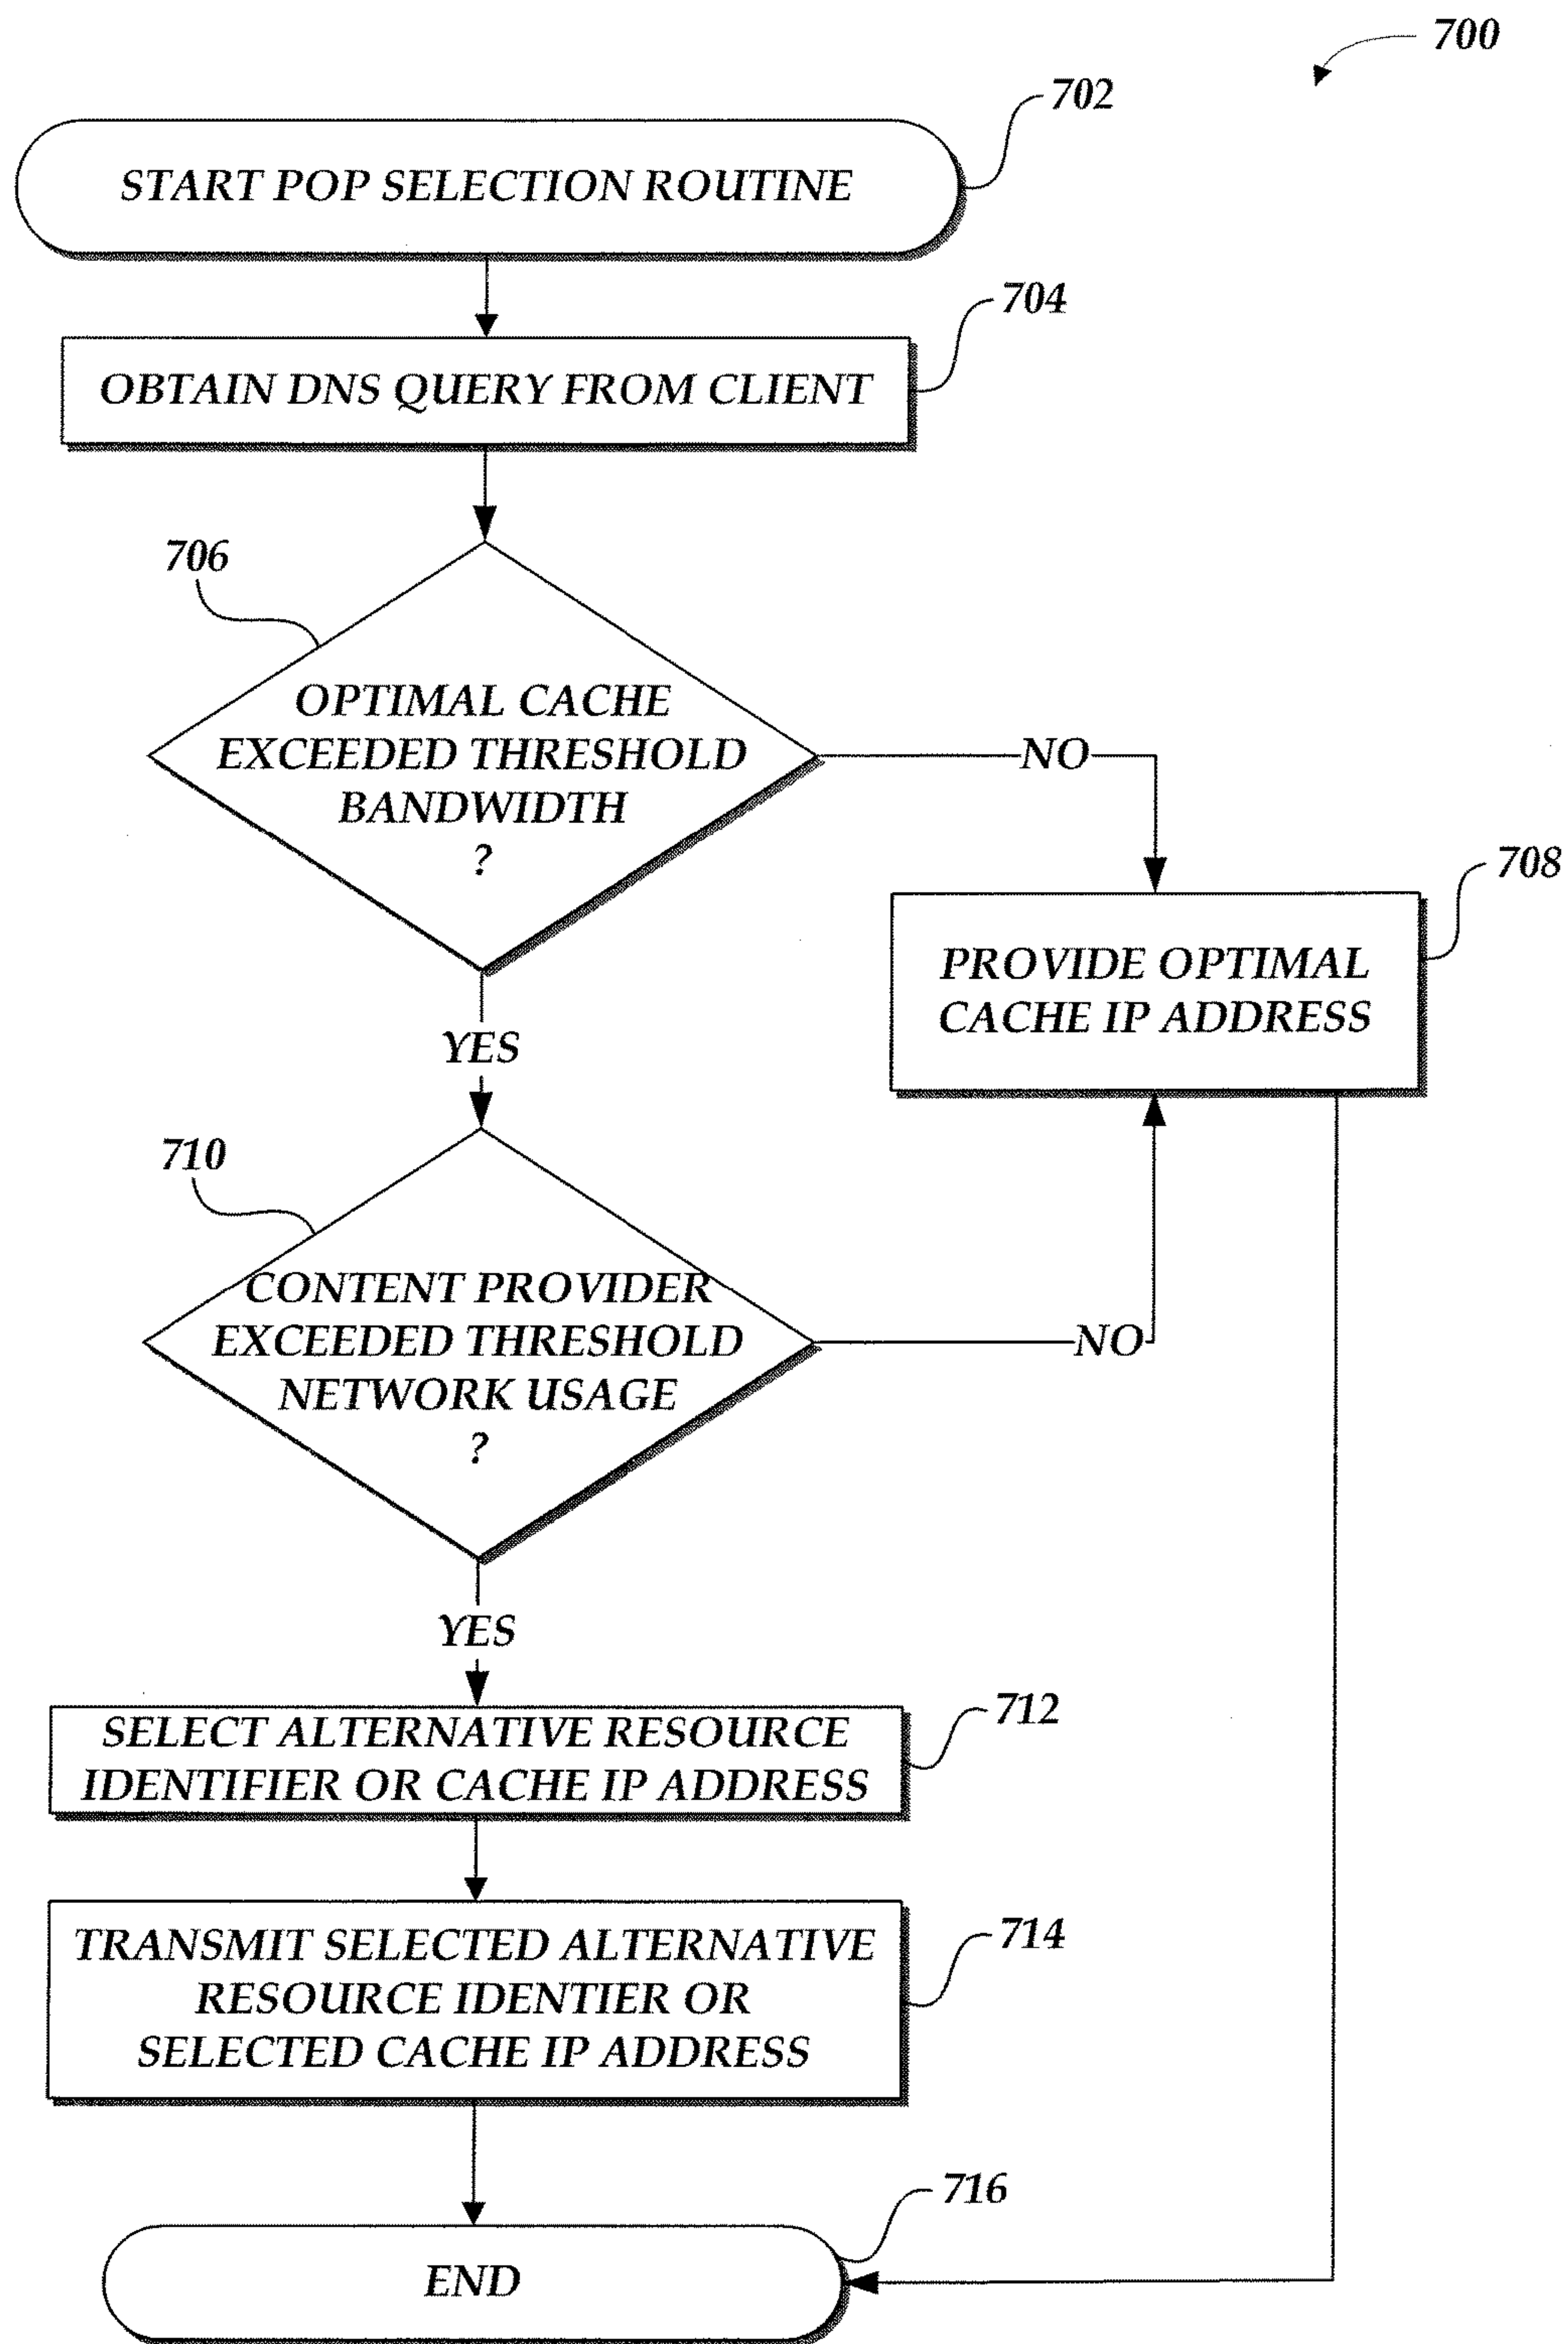 700
702
START POP SELECTION ROUTINE
704
OBTAIN DNS QUERY FROM CLIENT
706
OPTIMAL CACHE
EXCEEDED THRESHOLD
BANDWIDTH
?
NO
708
PROVIDE OPTIMAL
CACHE IP ADDRESS
YES
710
CONTENT PROVIDER
EXCEEDED THRESHOLD
NETWORK USAGE
?
NO
YES
712
SELECT ALTERNATIVE RESOURCE
IDENTIFIER OR CACHE IP ADDRESS
714
TRANSMIT SELECTED ALTERNATIVE
RESOURCE IDENTIER OR
SELECTED CACHE IP ADDRESS
716
END